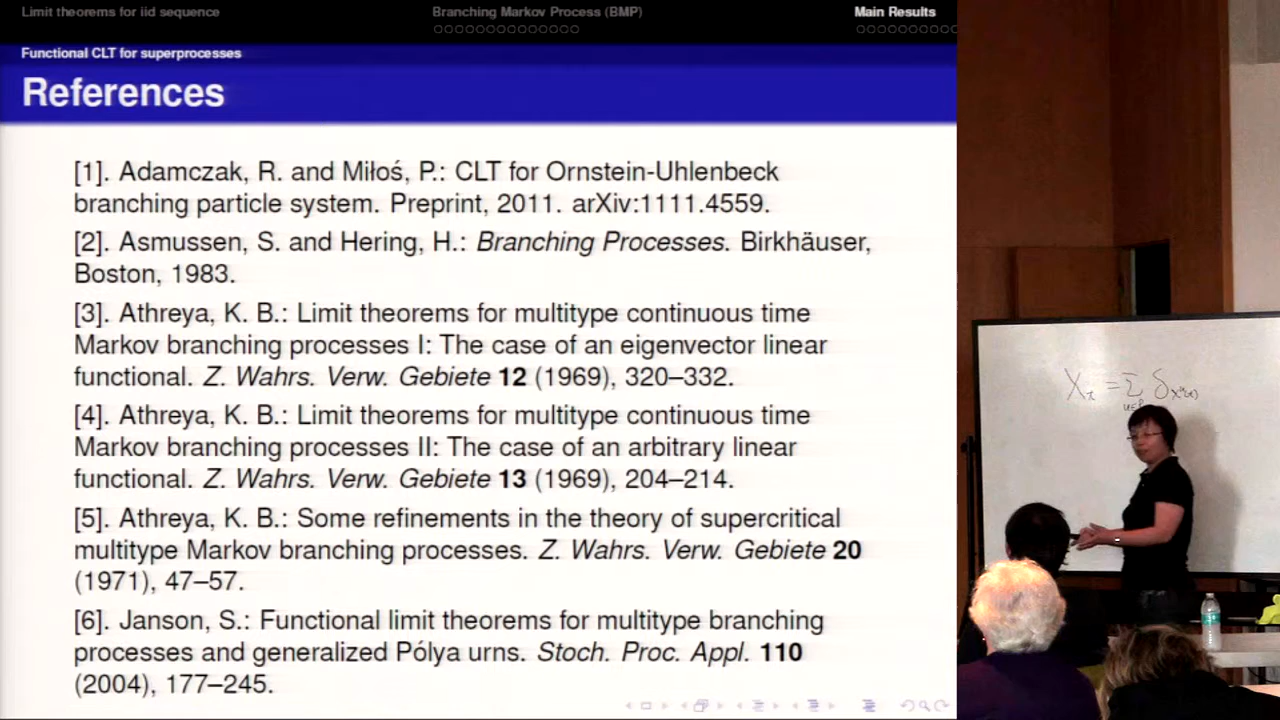 Limit theorems for iid sequence
Branching Markov Process (BMP)
Main Results
Functional CLT for superprocesses
References
[1]. Adamczak, R. and Miłoś, P.: CLT for Ornstein-Uhlenbeck
branching particle system. Preprint, 2011. arXiv:1111.4559.
[2]. Asmussen, S. and Hering, H.: Branching Processes. Birkhäuser,
Boston, 1983.
[3]. Athreya, K. B.: Limit theorems for multitype continuous time
Markov branching processes I: The case of an eigenvector linear
functional. Z. Wahrs. Verw. Gebiete 12 (1969), 320–332.
[4]. Athreya, K. B.: Limit theorems for multitype continuous time
Markov branching processes II: The case of an arbitrary linear
functional. Z. Wahrs. Verw. Gebiete 13 (1969), 204–214.
[5]. Athreya, K. B.: Some refinements in the theory of supercritical
multitype Markov branching processes. Z. Wahrs. Verw. Gebiete 20
(1971), 47–57.
[6]. Janson, S.: Functional limit theorems for multitype branching
processes and generalized Pólya urns. Stoch. Proc. Appl. 110
(2004), 177–245.
X_t = Σ δ